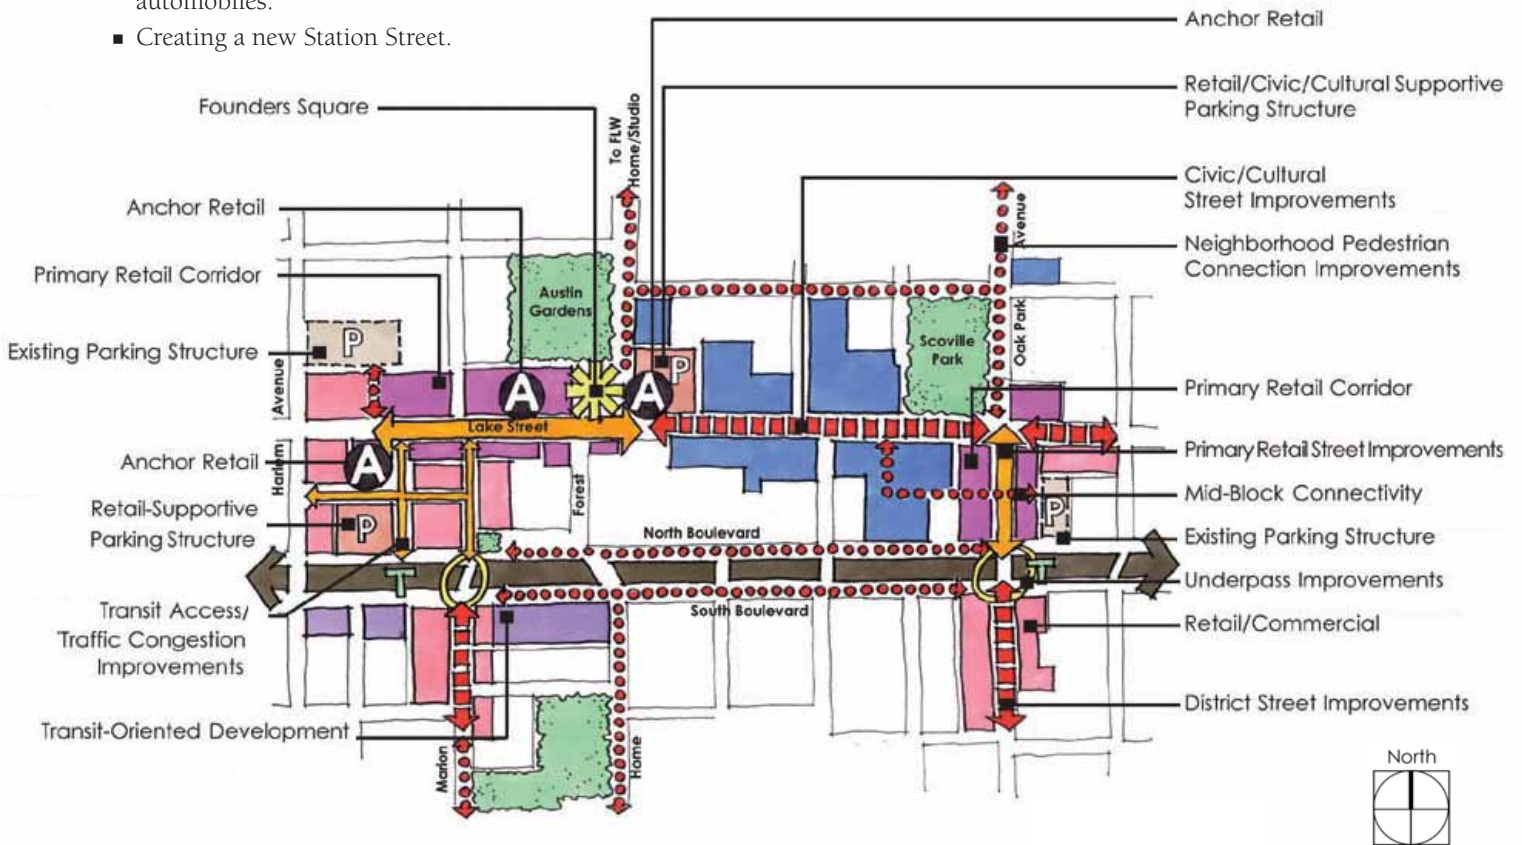 automobiles.
■ Creating a new Station Street.
Anchor Retail
Retail/Civic/Cultural Supportive
Parking Structure
Founders Square
To FLW
Home/Studio
Civic/Cultural
Street Improvements
Anchor Retail
Avenue
Neighborhood Pedestrian
Connection Improvements
Primary Retail Corridor
Austin
Gardens
Existing Parking Structure
P
Scoville
Park
Oak Park
P
Avenue
A
A
Primary Retail Corridor
Lake Street
Anchor Retail
A
Harlem
Primary Retail Street Improvements
Mid-Block Connectivity
Retail-Supportive
Parking Structure
P
Forest
P
North Boulevard
Existing Parking Structure
T
T
Underpass Improvements
Transit Access/
Traffic Congestion
Improvements
South Boulevard
Retail/Commercial
District Street Improvements
Transit-Oriented Development
Marion
Home
North